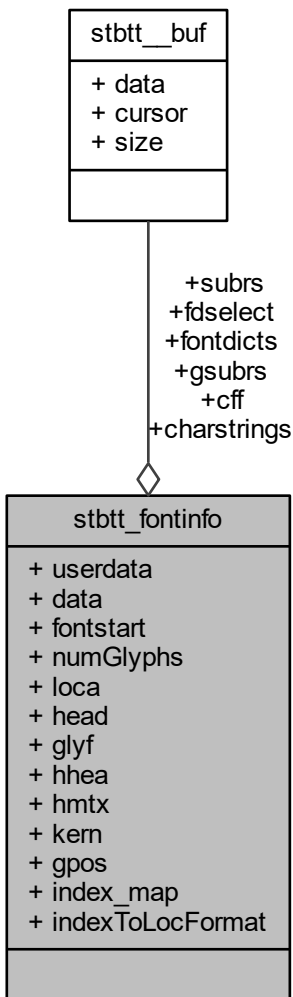 stbtt__buf
+ data
+ cursor
+ size
+subrs
+fdselect
+fontdicts
+gsubrs
+cff
+charstrings
stbtt_fontinfo
+ userdata
+ data
+ fontstart
+ numGlyphs
+ loca
+ head
+ glyf
+ hhea
+ hmtx
+ kern
+ gpos
+ index_map
+ indexToLocFormat